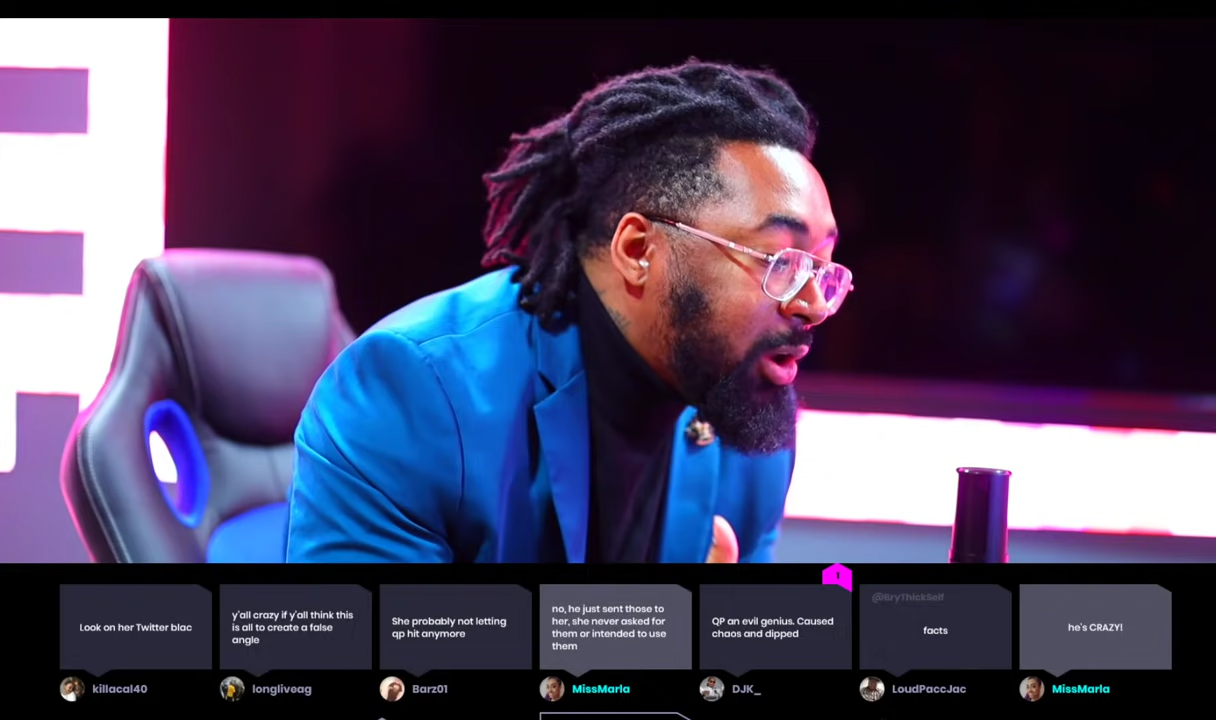 Look on her Twitter blac
y'all crazy if y'all think this
is all to create a false
angle
She probably not letting
qp hit anymore
no, he just sent those to
her, she never asked for
them or intended to use
them
1
QP an evil genius. Caused
chaos and dipped
@BryThickSelf
facts
he's CRAZY!
killacal40
longliveag
Barz01
MissMarla
DJK_
LoudPaccJac
MissMarla